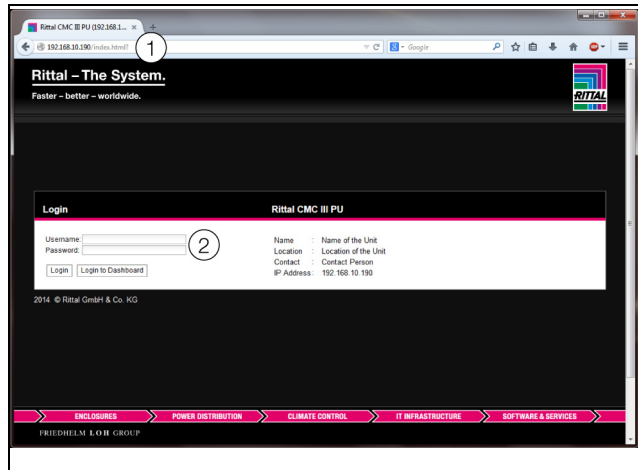 Rittal CMC III PU (192.168.1... × +
192.168.10.190/index.html?
1
Google
Rittal – The System.
Faster – better – worldwide.
RITTAL
Login
Rittal CMC III PU
Username:
2
Password:
Login Login to Dashboard
Name : Name of the Unit
Location : Location of the Unit
Contact : Contact Person
IP Address : 192.168.10.190
2014 © Rittal GmbH & Co. KG
ENCLOSURES POWER DISTRIBUTION CLIMATE CONTROL IT INFRASTRUCTURE SOFTWARE & SERVICES
FRIEDHELM LOH GROUP